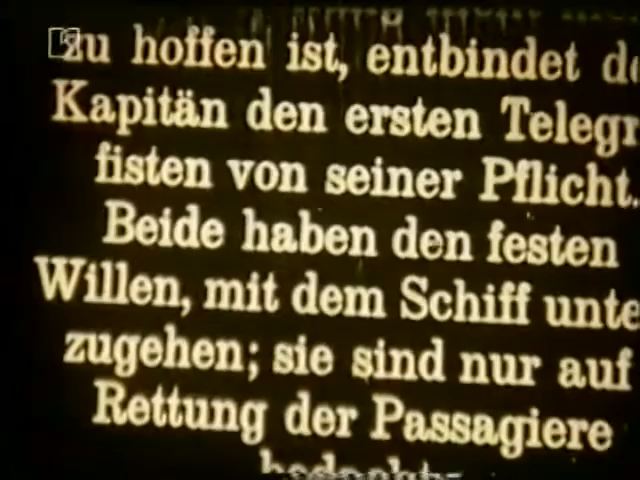 zu hoffen ist, entbindet de
Kapitän den ersten Telegr
fisten von seiner Pflicht.
Beide haben den festen
Willen, mit dem Schiff unte
zugehen; sie sind nur auf
Rettung der Passagiere